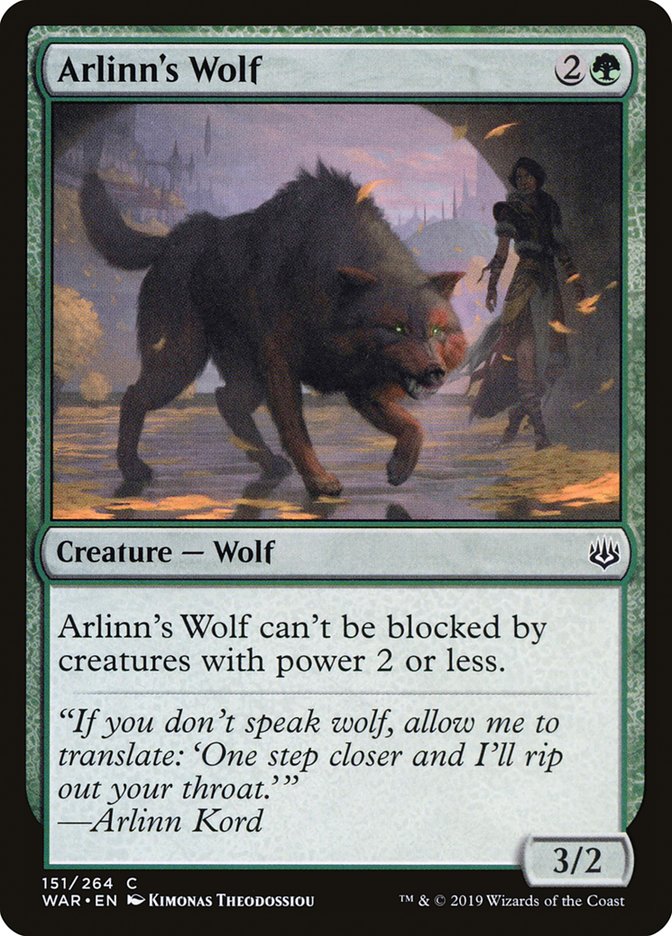 Arlinn's Wolf 2
Creature — Wolf
Arlinn's Wolf can't be blocked by
creatures with power 2 or less.
“If you don't speak wolf, allow me to
translate: ‘One step closer and I'll rip
out your throat.’”
—Arlinn Kord
3/2
151/264 C
WAR • EN Kimonas Theodossiou
™ & © 2019 Wizards of the Coast